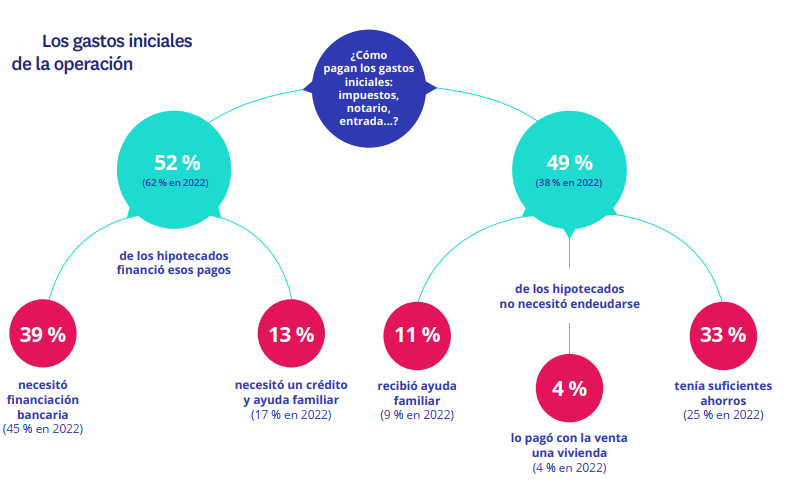 Los gastos iniciales
de la operación
¿Cómo
pagan los gastos
iniciales:
impuestos,
notario,
entrada...?
52 %
(62 % en 2022)
de los hipotecados
financió esos pagos
39 %
necesitó
financiación
bancaria
(45 % en 2022)
13 %
necesitó un crédito
y ayuda familiar
(17 % en 2022)
49 %
(38 % en 2022)
de los hipotecados
no necesitó endeudarse
11 %
recibió ayuda
familiar
(9 % en 2022)
4 %
lo pagó con la venta
una vivienda
(4 % en 2022)
33 %
tenía suficientes
ahorros
(25 % en 2022)